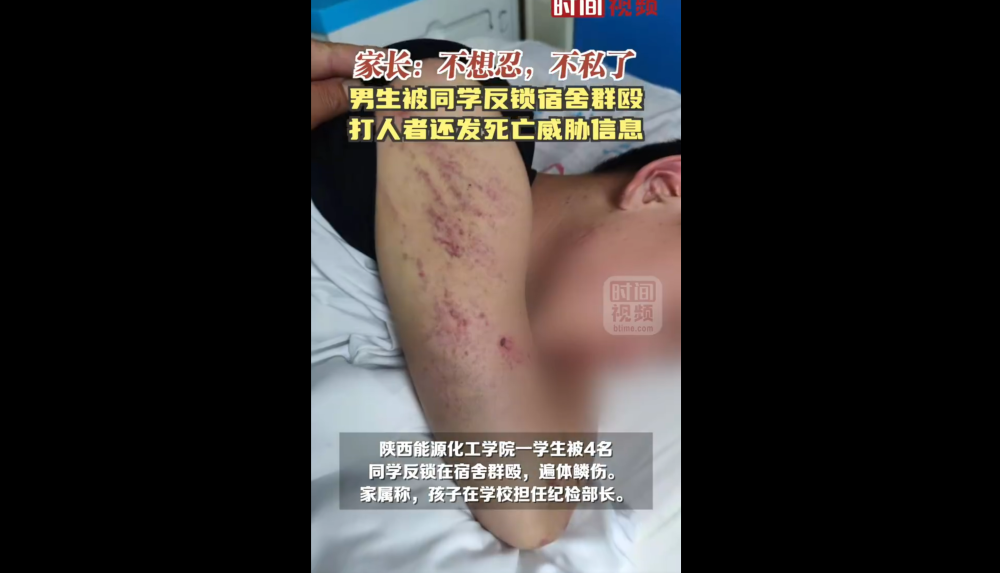 时间视频
家长：不想忍，不私了
男生被同学反锁宿舍群殴
打人者还发死亡威胁信息
时间
视频
btime.com
陕西能源化工学院一学生被4名
同学反锁在宿舍群殴，遍体鳞伤。
家属称，孩子在学校担任纪检部长。